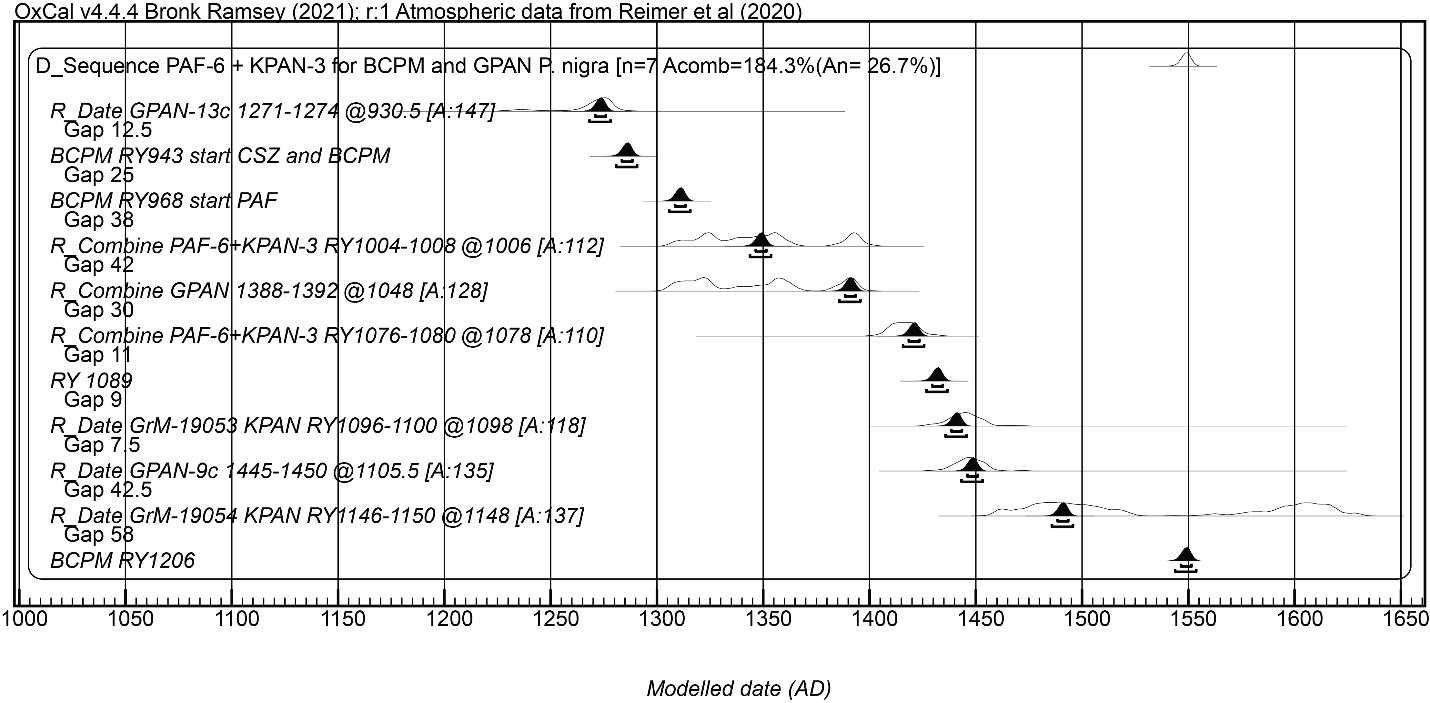 OxCal v4.4.4 Bronk Ramsey (2021); r:1 Atmospheric data from Reimer et al (2020)
D_Sequence PAF-6 + KPAN-3 for BCPM and GPAN P. nigra [n=7 Acomb=184.3%(An= 26.7%)]
R_Date GPAN-13c 1271-1274 @930.5 [A:147]
Gap 12.5
BCPM RY943 start CSZ and BCPM
Gap 25
BCPM RY968 start PAF
Gap 38
R_Combine PAF-6+KPAN-3 RY1004-1008 @1006 [A:112]
Gap 42
R_Combine GPAN 1388-1392 @1048 [A:128]
Gap 30
R_Combine PAF-6+KPAN-3 RY1076-1080 @1078 [A:110]
Gap 11
RY 1089
Gap 9
R_Date GrM-19053 KPAN RY1096-1100 @1098 [A:118]
Gap 7.5
R_Date GPAN-9c 1445-1450 @1105.5 [A:135]
Gap 42.5
R_Date GrM-19054 KPAN RY1146-1150 @1148 [A:137]
Gap 58
BCPM RY1206
1000 1050 1100 1150 1200 1250 1300 1350 1400 1450 1500 1550 1600 1650
Modelled date (AD)